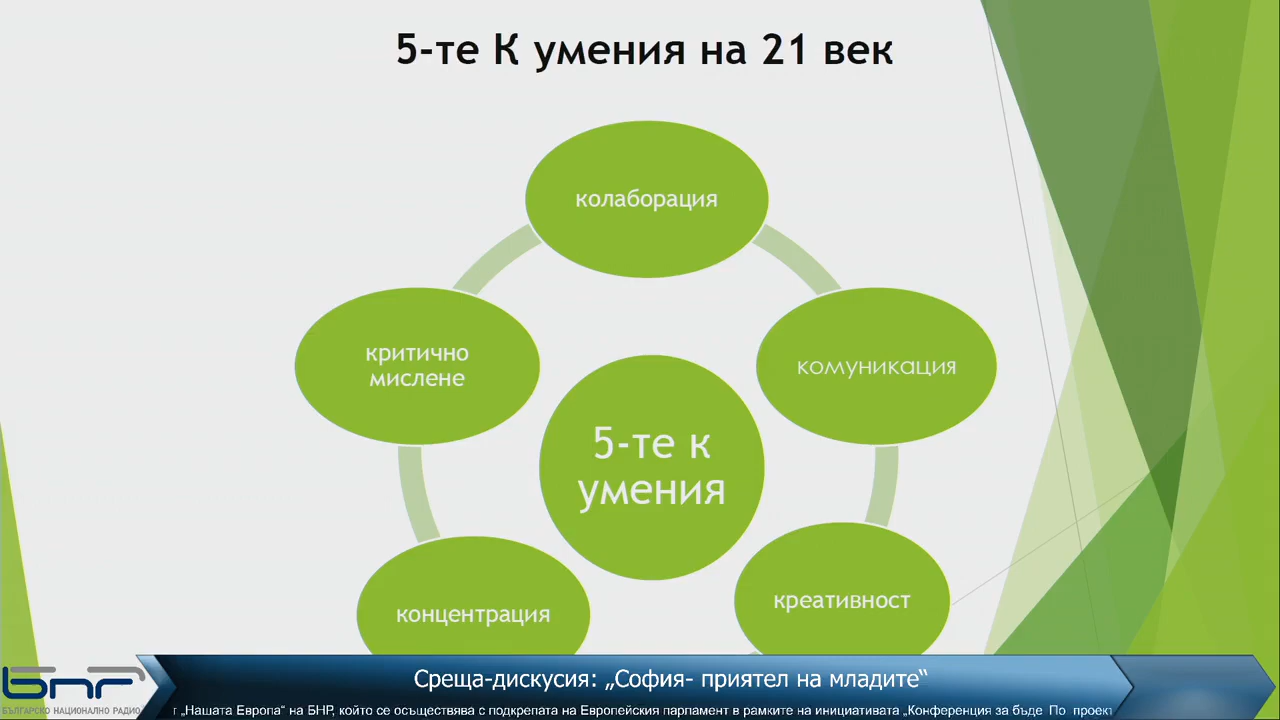 5-те К умения на 21 век
колаборация
критично
мислене
комуникация
5-те к
умения
концентрация
креативност
Среща-дискусия: „София- приятел на младите“
БНР
БЪЛГАРСКО НАЦИОНАЛНО РАДИО
т „Нашата Европа“ на БНР, който се осъществява с подкрепата на Европейския парламент в рамките на инициативата „Конференция за бъде По проект